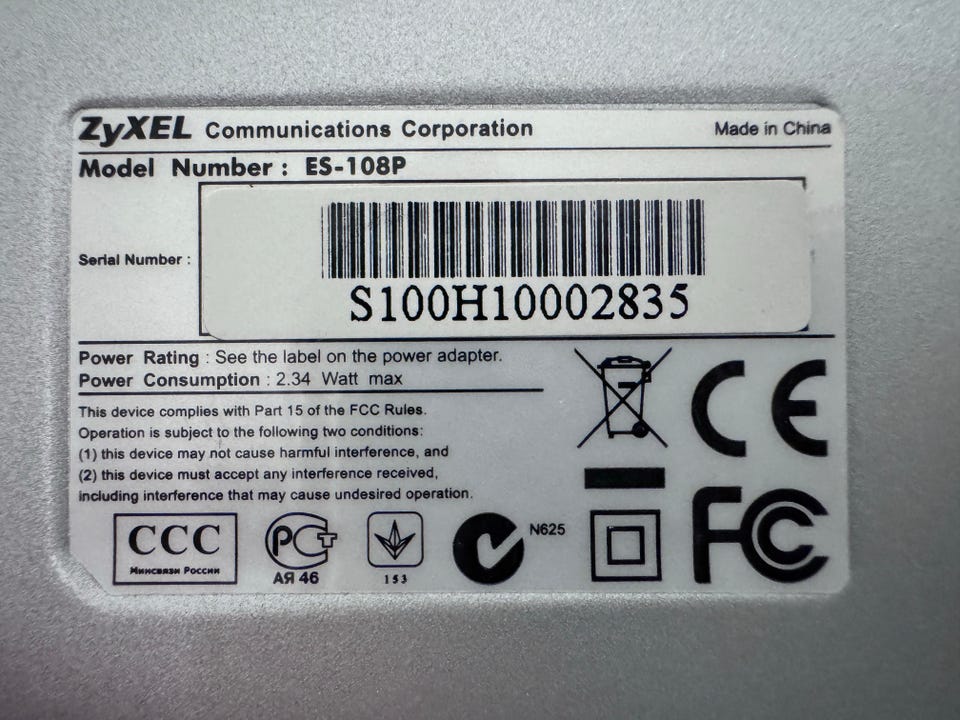 ZyXEL Communications Corporation Made in China
Model Number : ES-108P
Serial Number :
S100H10002835
Power Rating : See the label on the power adapter.
Power Consumption : 2.34 Watt max
This device complies with Part 15 of the FCC Rules.
Operation is subject to the following two conditions:
(1) this device may not cause harmful interference, and
(2) this device must accept any interference received,
including interference that may cause undesired operation.
CE
FC
CCC
Минсвязи России
РСТ
АЯ 46
153
N625